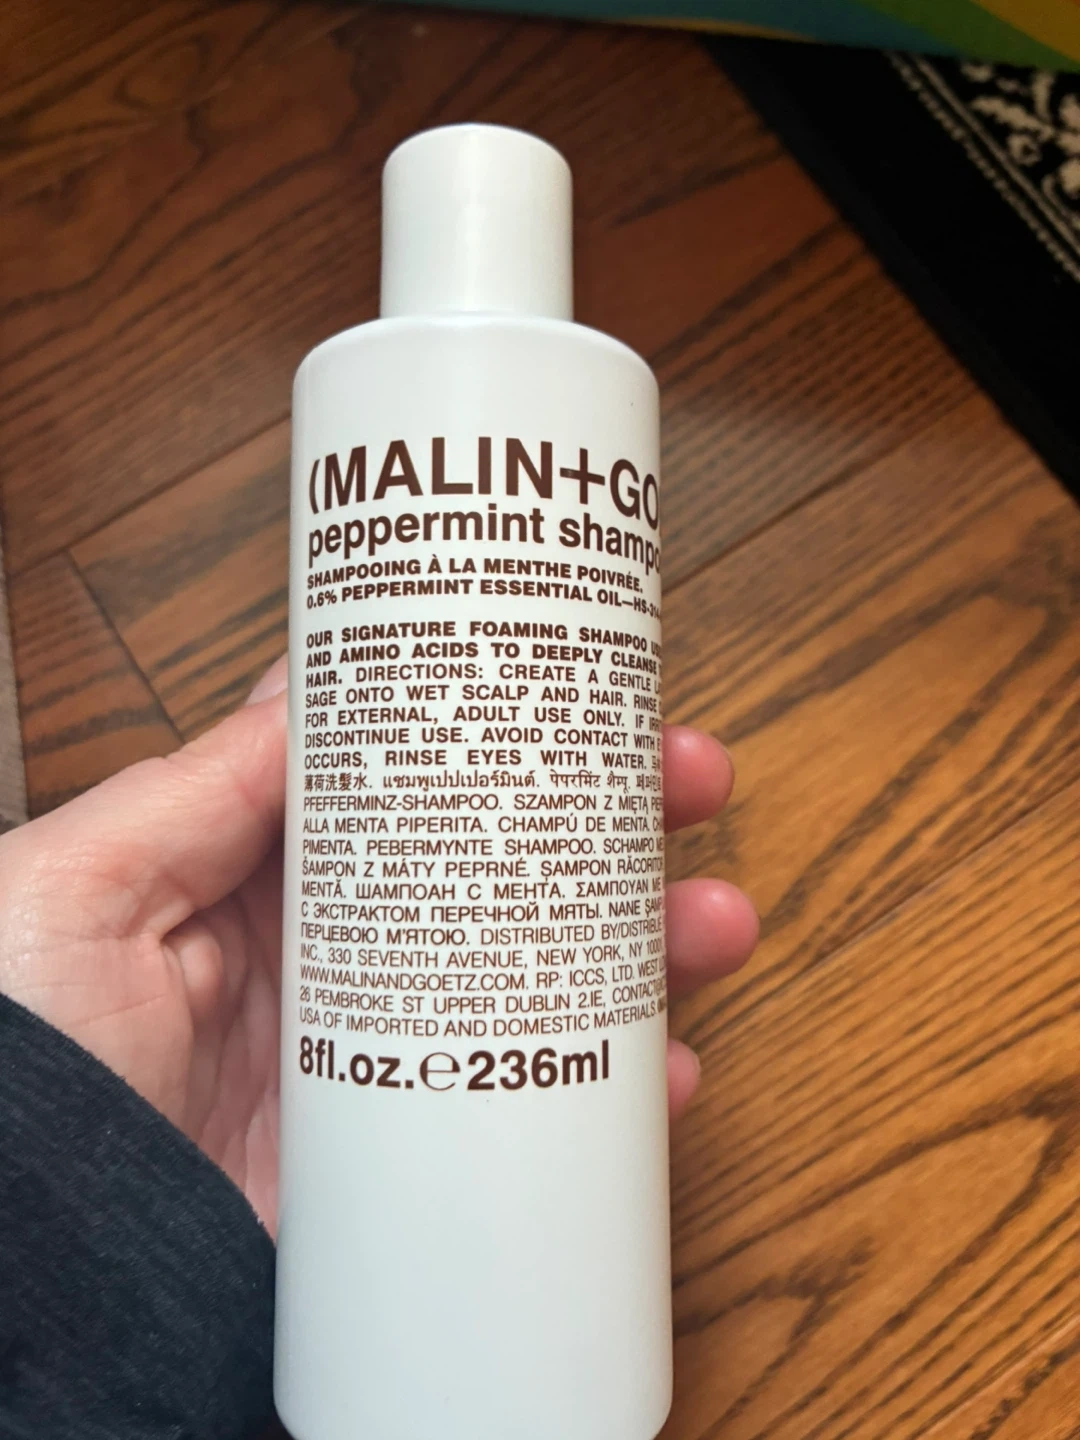 (MALIN+GO
peppermint shampo
SHAMPOOING À LA MENTHE POIVRÉE.
0.6% PEPPERMINT ESSENTIAL OIL—HS-314
OUR SIGNATURE FOAMING SHAMPOO
AND AMINO ACIDS TO DEEPLY CLEANSE
HAIR. DIRECTIONS: CREATE A GENTLE
SAGE ONTO WET SCALP AND HAIR. RINSE
FOR EXTERNAL, ADULT USE ONLY. IF
DISCONTINUE USE. AVOID CONTACT WITH
OCCURS, RINSE EYES WITH WATER.
薄荷洗髮水. แชมพูเปปเปอร์มินต์. पेपरमिंट शैम्पू. 페퍼민트
PFEFFERMINZ-SHAMPOO. SZAMPON Z MIĘTĄ
ALLA MENTA PIPERITA. CHAMPÚ DE MENTA.
PIMENTA. PEBERMYNTE SHAMPOO. SCHAMPO
ŠAMPON Z MÁTY PEPRNÉ. ŞAMPON RĂCORITOR
MENTĂ. ШАМПОАН С МЕНТА. ΣΑΜΠΟΥΑΝ ΜΕ
С ЭКСТРАКТОМ ПЕРЕЧНОЙ МЯТЫ. NANE
ПЕРЦЕВОЮ М'ЯТОЮ. DISTRIBUTED BY/DISTRIBUÉ
INC., 330 SEVENTH AVENUE, NEW YORK, NY 10001,
WWW.MALINANDGOETZ.COM. RP: ICCS, LTD. WEST
26 PEMBROKE ST UPPER DUBLIN 2.IE,
USA OF IMPORTED AND DOMESTIC MATERIALS.
8fl.oz.℮236ml